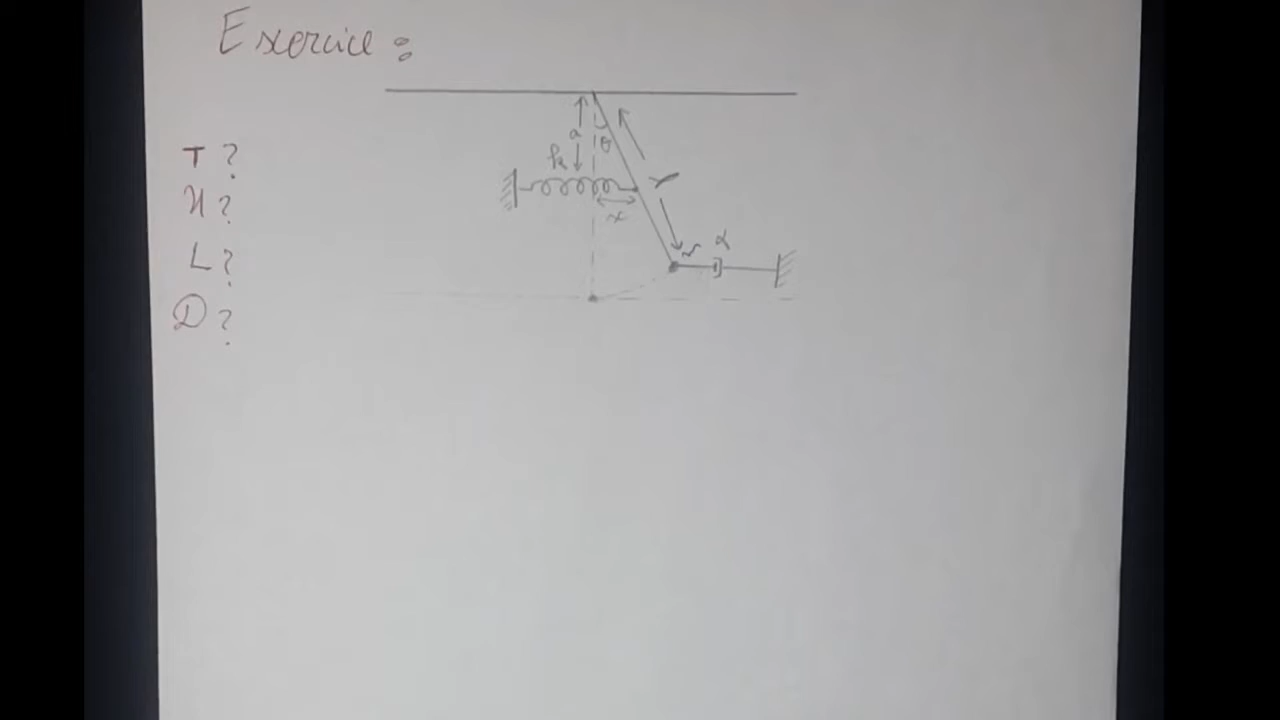 Exercice :
a
θ
k
x
α
T ?
U ?
L ?
D ?